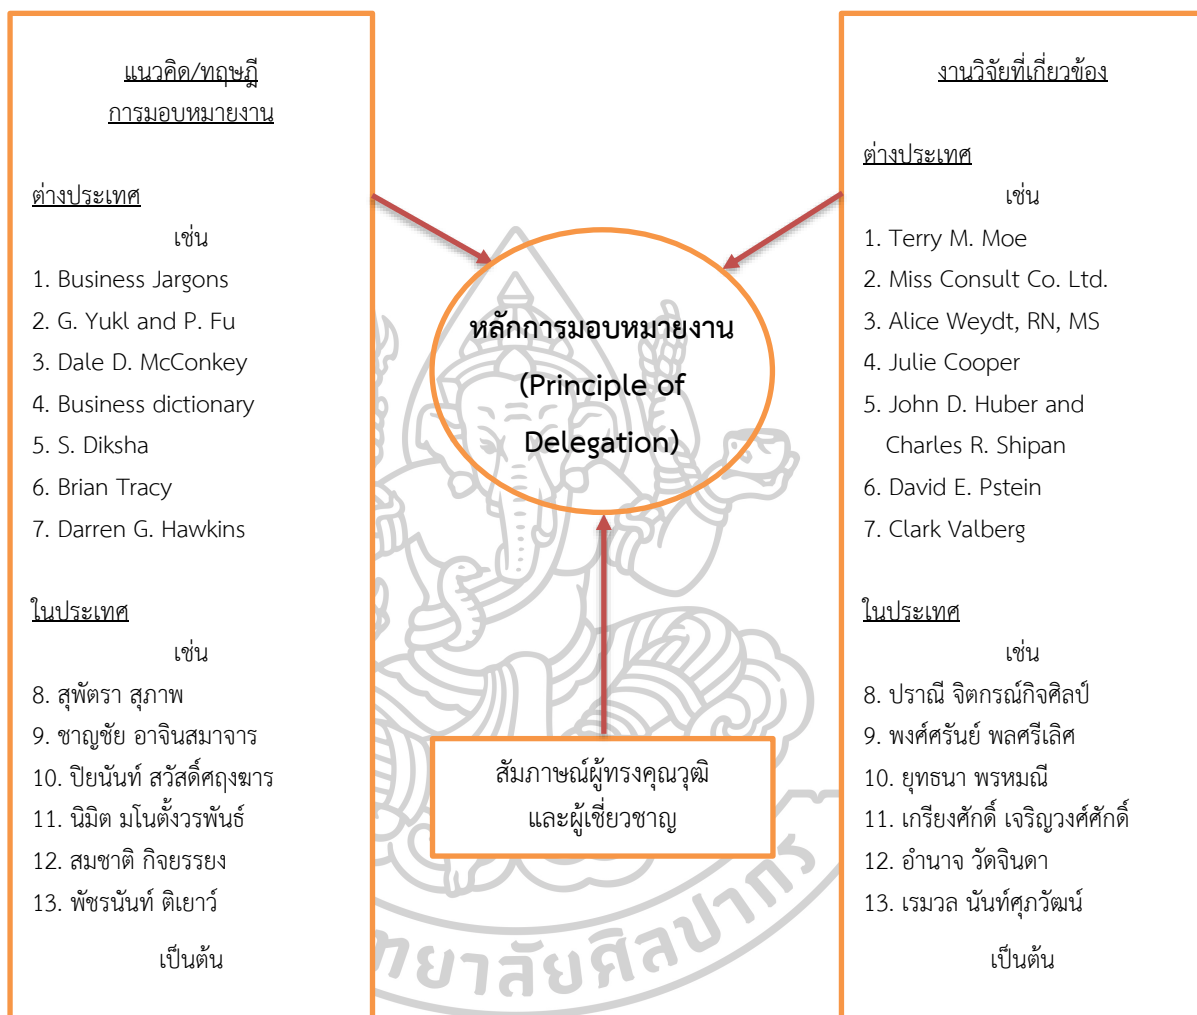 แนวคิด/ทฤษฎี
การมอบหมายงาน
ต่างประเทศ
เช่น
1. Business Jargons
2. G. Yukl and P. Fu
3. Dale D. McConkey
4. Business dictionary
5. S. Diksha
6. Brian Tracy
7. Darren G. Hawkins
ในประเทศ
เช่น
8. สุพัตรา สุภาพ
9. ชาญชัย อาจินสมาจาร
10. ปิยนันท์ สวัสดิ์ศฤงฆาร
11. นิมิต มโนตั้งวรพันธ์
12. สมชาติ กิจยรรยง
13. พัชรนันท์ ติเยาว์
เป็นต้น
หลักการมอบหมายงาน
(Principle of
Delegation)
สัมภาษณ์ผู้ทรงคุณวุฒิ
และผู้เชี่ยวชาญ
งานวิจัยที่เกี่ยวข้อง
ต่างประเทศ
เช่น
1. Terry M. Moe
2. Miss Consult Co. Ltd.
3. Alice Weydt, RN, MS
4. Julie Cooper
5. John D. Huber and
Charles R. Shipan
6. David E. Pstein
7. Clark Valberg
ในประเทศ
เช่น
8. ปราณี จิตกรณ์กิจศิลป์
9. พงศ์ศรันย์ พลศรีเลิศ
10. ยุทธนา พรหมณี
11. เกรียงศักดิ์ เจริญวงศ์ศักดิ์
12. อำนาจ วัดจินดา
13. เรมวล นันท์ศุภวัฒน์
เป็นต้น
ทยาลัยศิลปากร